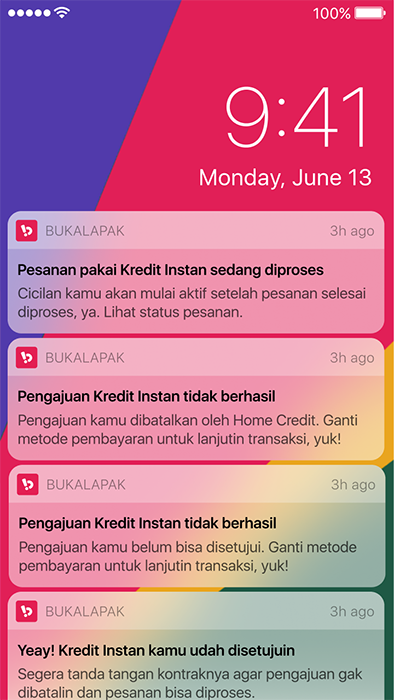 100%
9:41
Monday, June 13
BUKALAPAK 3h ago
Pesanan pakai Kredit Instan sedang diproses
Cicilan kamu akan mulai aktif setelah pesanan selesai
diproses, ya. Lihat status pesanan.
BUKALAPAK 3h ago
Pengajuan Kredit Instan tidak berhasil
Pengajuan kamu dibatalkan oleh Home Credit. Ganti
metode pembayaran untuk lanjutin transaksi, yuk!
BUKALAPAK 3h ago
Pengajuan Kredit Instan tidak berhasil
Pengajuan kamu belum bisa disetujui. Ganti metode
pembayaran untuk lanjutin transaksi, yuk!
BUKALAPAK 3h ago
Yeay! Kredit Instan kamu udah disetujuin
Segera tanda tangan kontraknya agar pengajuan gak
dibatalin dan pesanan bisa diproses.